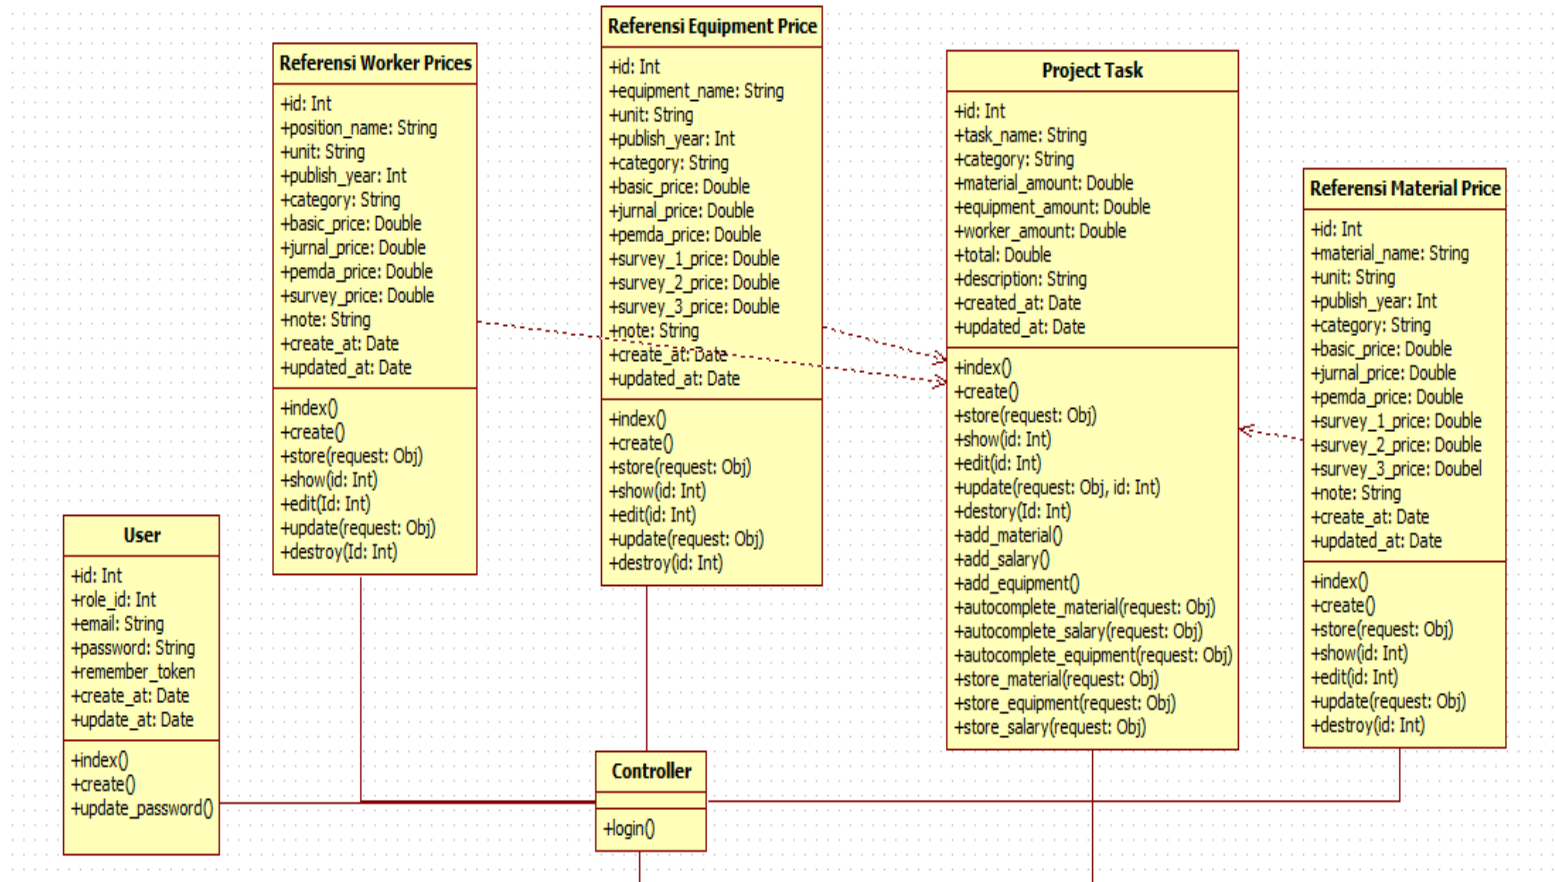 Referensi Worker Prices
+id: Int
+position_name: String
+unit: String
+publish_year: Int
+category: String
+basic_price: Double
+jurnal_price: Double
+pemda_price: Double
+survey_price: Double
+note: String
+create_at: Date
+updated_at: Date
+index()
+create()
+store(request: Obj)
+show(id: Int)
+edit(Id: Int)
+update(request: Obj)
+destroy(Id: Int)
Referensi Equipment Price
+id: Int
+equipment_name: String
+unit: String
+publish_year: Int
+category: String
+basic_price: Double
+jurnal_price: Double
+pemda_price: Double
+survey_1_price: Double
+survey_2_price: Double
+survey_3_price: Double
+note: String
+create_at: Date
+updated_at: Date
+index()
+create()
+store(request: Obj)
+show(id: Int)
+edit(id: Int)
+update(request: Obj)
+destroy(id: Int)
Project Task
+id: Int
+task_name: String
+category: String
+material_amount: Double
+equipment_amount: Double
+worker_amount: Double
+total: Double
+description: String
+created_at: Date
+updated_at: Date
+index()
+create()
+store(request: Obj)
+show(id: Int)
+edit(id: Int)
+update(request: Obj, id: Int)
+destory(Id: Int)
+add_material()
+add_salary()
+add_equipment()
+autocomplete_material(request: Obj)
+autocomplete_salary(request: Obj)
+autocomplete_equipment(request: Obj)
+store_material(request: Obj)
+store_equipment(request: Obj)
+store_salary(request: Obj)
Referensi Material Price
+id: Int
+material_name: String
+unit: String
+publish_year: Int
+category: String
+basic_price: Double
+jurnal_price: Double
+pemda_price: Double
+survey_1_price: Double
+survey_2_price: Double
+survey_3_price: Doubel
+note: String
+create_at: Date
+updated_at: Date
+index()
+create()
+store(request: Obj)
+show(id: Int)
+edit(id: Int)
+update(request: Obj)
+destroy(id: Int)
User
+id: Int
+role_id: Int
+email: String
+password: String
+remember_token
+create_at: Date
+update_at: Date
+index()
+create()
+update_password()
Controller
+login()